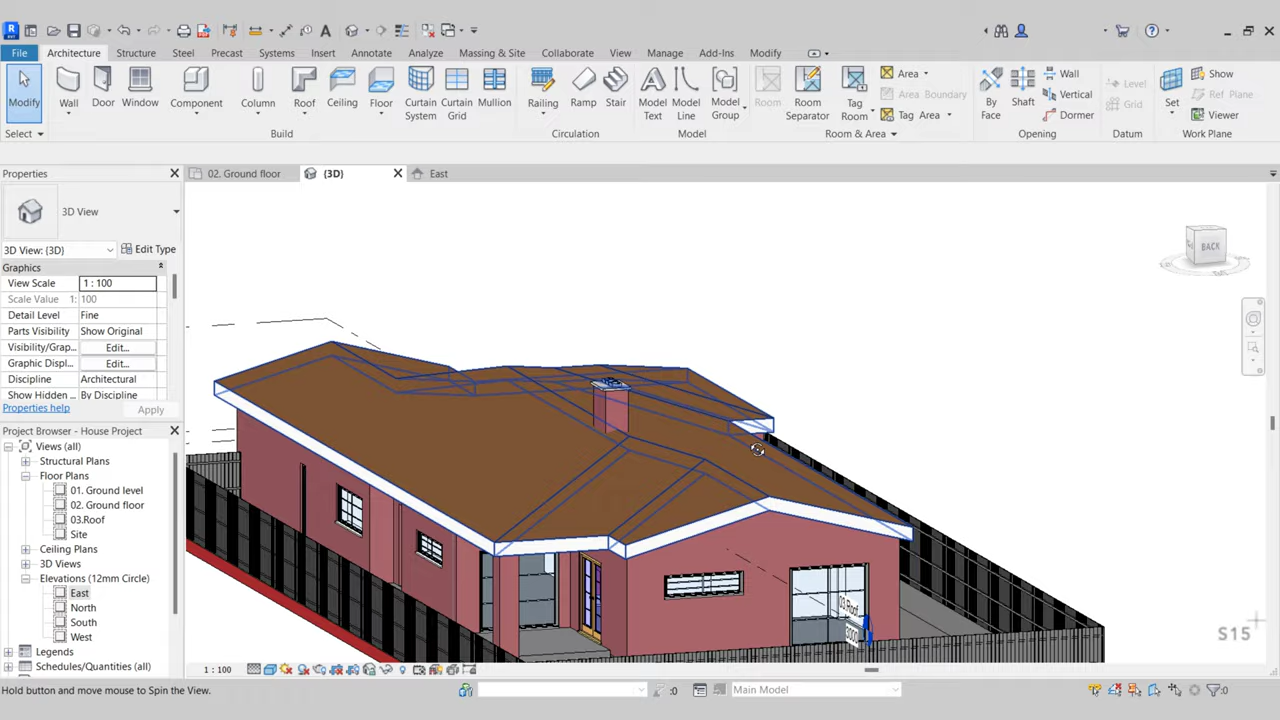 File Architecture Structure Steel Precast Systems Insert Annotate Analyze Massing & Site Collaborate View Manage Add-Ins Modify
Modify Wall Door Window Component Column Roof Ceiling Floor Curtain System Curtain Grid Mullion Railing Ramp Stair Model Text Model Line Model Group Room Room Separator Tag Room Area Area Boundary Tag Area By Face Shaft Wall Vertical Dormer Level Grid Set Show Ref Plane Viewer
Select Build Circulation Model Room & Area Opening Datum Work Plane
Properties
02. Ground floor
{3D}
East
3D View
3D View: {3D} Edit Type
Graphics
View Scale 1 : 100
Scale Value 1: 100
Detail Level Fine
Parts Visibility Show Original
Visibility/Grap... Edit...
Graphic Displ... Edit...
Discipline Architectural
Show Hidden ... By Discipline
Properties help Apply
Project Browser - House Project
Views (all)
Structural Plans
Floor Plans
01. Ground level
02. Ground floor
03.Roof
Site
Ceiling Plans
3D Views
Elevations (12mm Circle)
East
North
South
West
Legends
Schedules/Quantities (all)
BACK
03.Roof
3000
S15
1 : 100
Hold button and move mouse to Spin the View.
:0
Main Model
:0